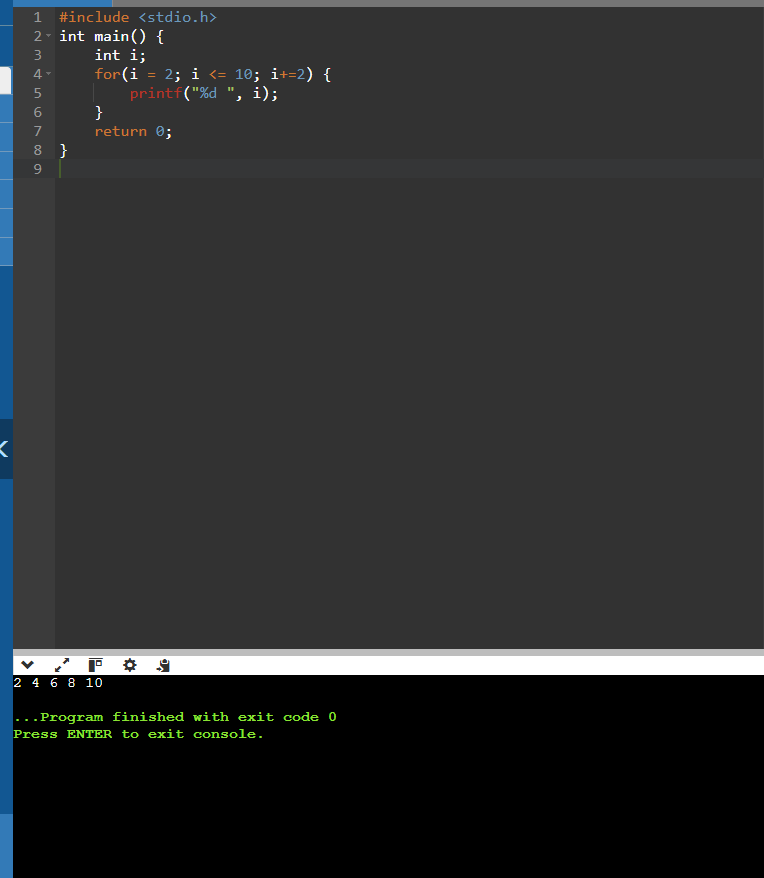 1 #include <stdio.h>
2 int main() {
3     int i;
4     for(i = 2; i <= 10; i+=2) {
5         printf("%d ", i);
6     }
7     return 0;
8 }
9
2 4 6 8 10
...Program finished with exit code 0
Press ENTER to exit console.